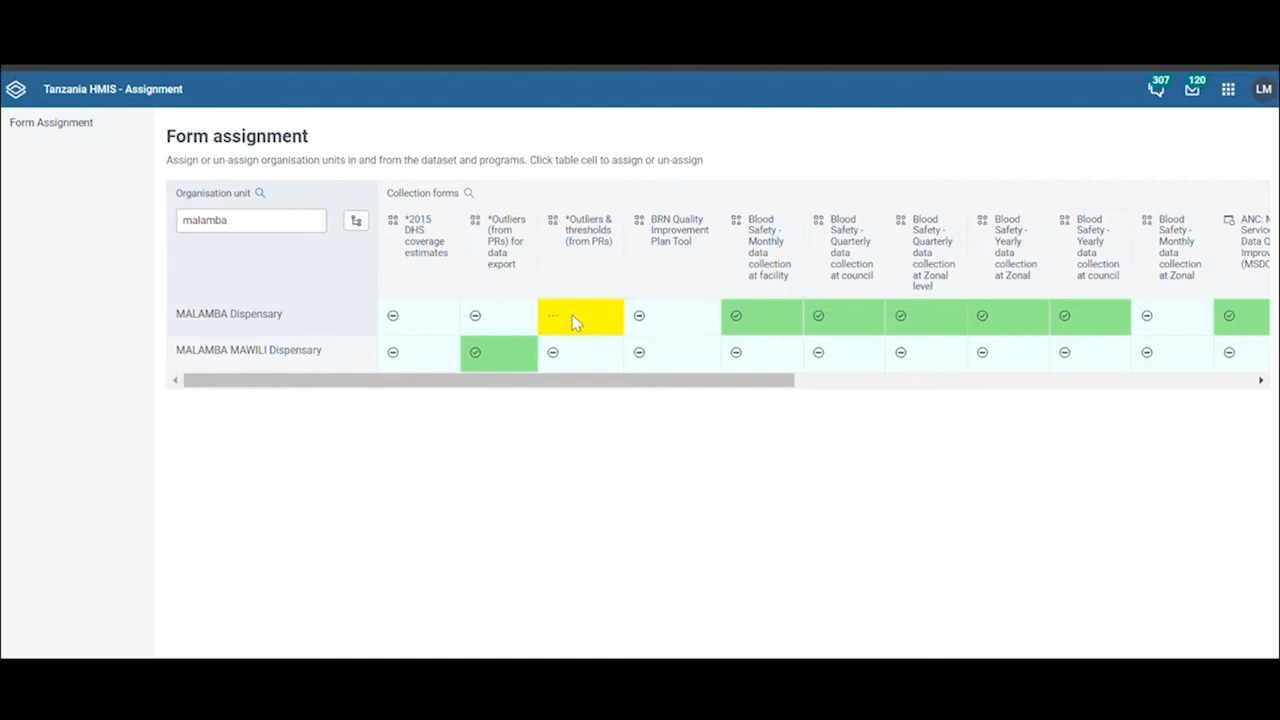 Tanzania HMIS - Assignment
307
120
LM
Form Assignment
Form assignment
Assign or un-assign organisation units in and from the dataset and programs. Click table cell to assign or un-assign
Organisation unit
malamba
Collection forms
*2015
DHS
coverage
estimates
*Outliers
(from
PRs) for
data
export
*Outliers &
thresholds
(from PRs)
BRN Quality
Improvement
Plan Tool
Blood
Safety -
Monthly
data
collection
at facility
Blood
Safety -
Quarterly
data
collection
at council
Blood
Safety -
Quarterly
data
collection
at Zonal
level
Blood
Safety -
Yearly
data
collection
at Zonal
Blood
Safety -
Yearly
data
collection
at council
Blood
Safety -
Monthly
data
collection
at Zonal
ANC: M
Servic
Data Q
Improv
(MSDC
MALAMBA Dispensary
MALAMBA MAWILI Dispensary